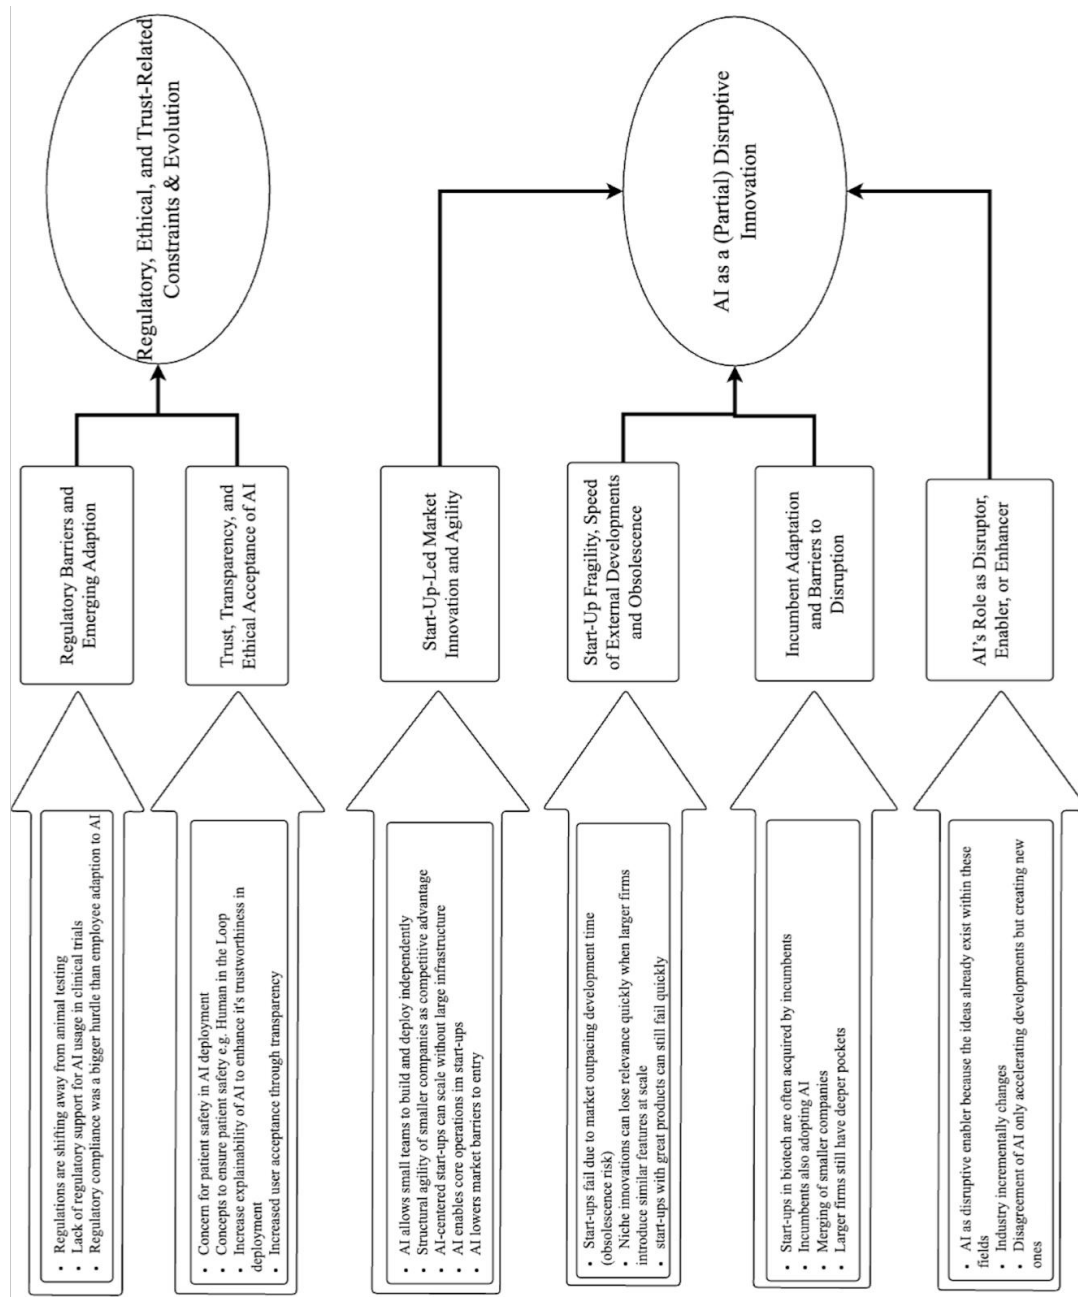 • Regulations are shifting away from animal testing
• Lack of regulatory support for AI usage in clinical trials
• Regulatory compliance was a bigger hurdle than employee adaption to AI
Regulatory Barriers and
Emerging Adaption
• Concern for patient safety in AI deployment
• Concepts to ensure patient safety e.g. Human in the Loop
• Increase explainability of AI to enhance it's trustworthiness in
deployment
• Increased user acceptance through transparency
Trust, Transparency, and
Ethical Acceptance of AI
Regulatory, Ethical, and Trust-Related
Constraints & Evolution
• AI allows small teams to build and deploy independently
• Structural agility of smaller companies as competitive advantage
• AI-centered start-ups can scale without large infrastructure
• AI enables core operations im start-ups
• AI lowers market barriers to entry
Start-Up-Led Market
Innovation and Agility
• Start-ups fail due to market outpacing development time
(obsolescence risk)
• Niche innovations can lose relevance quickly when larger firms
introduce similar features at scale
• start-ups with great products can still fail quickly
Start-Up Fragility, Speed
of External Developments
and Obsolescence
• Start-ups in biotech are often acquired by incumbents
• Incumbents also adopting AI
• Merging of smaller companies
• Larger firms still have deeper pockets
Incumbent Adaptation
and Barriers to
Disruption
• AI as disruptive enabler because the ideas already exist within these
fields
• Industry incrementally changes
• Disagreement of AI only accelerating developments but creating new
ones
AI's Role as Disruptor,
Enabler, or Enhancer
AI as a (Partial) Disruptive
Innovation